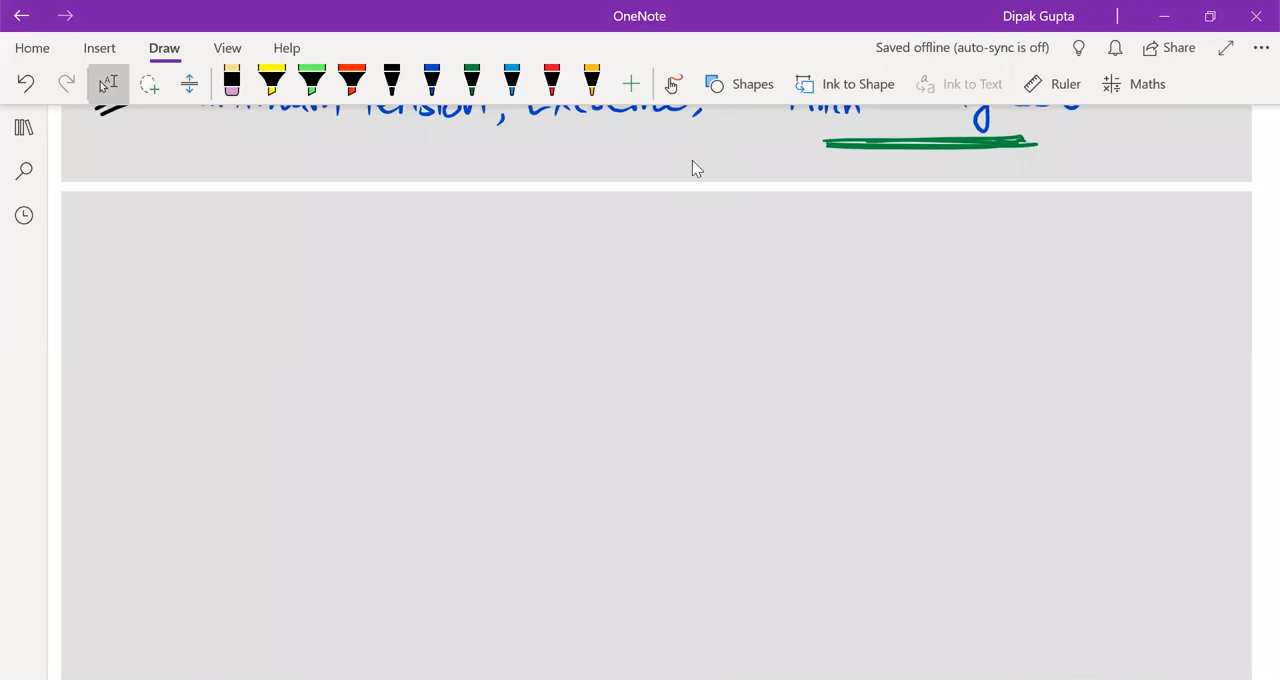 OneNote
Dipak Gupta
Home Insert Draw View Help
Saved offline (auto-sync is off)
Share
Shapes
Ink to Shape
Ink to Text
Ruler
Maths
Tension,